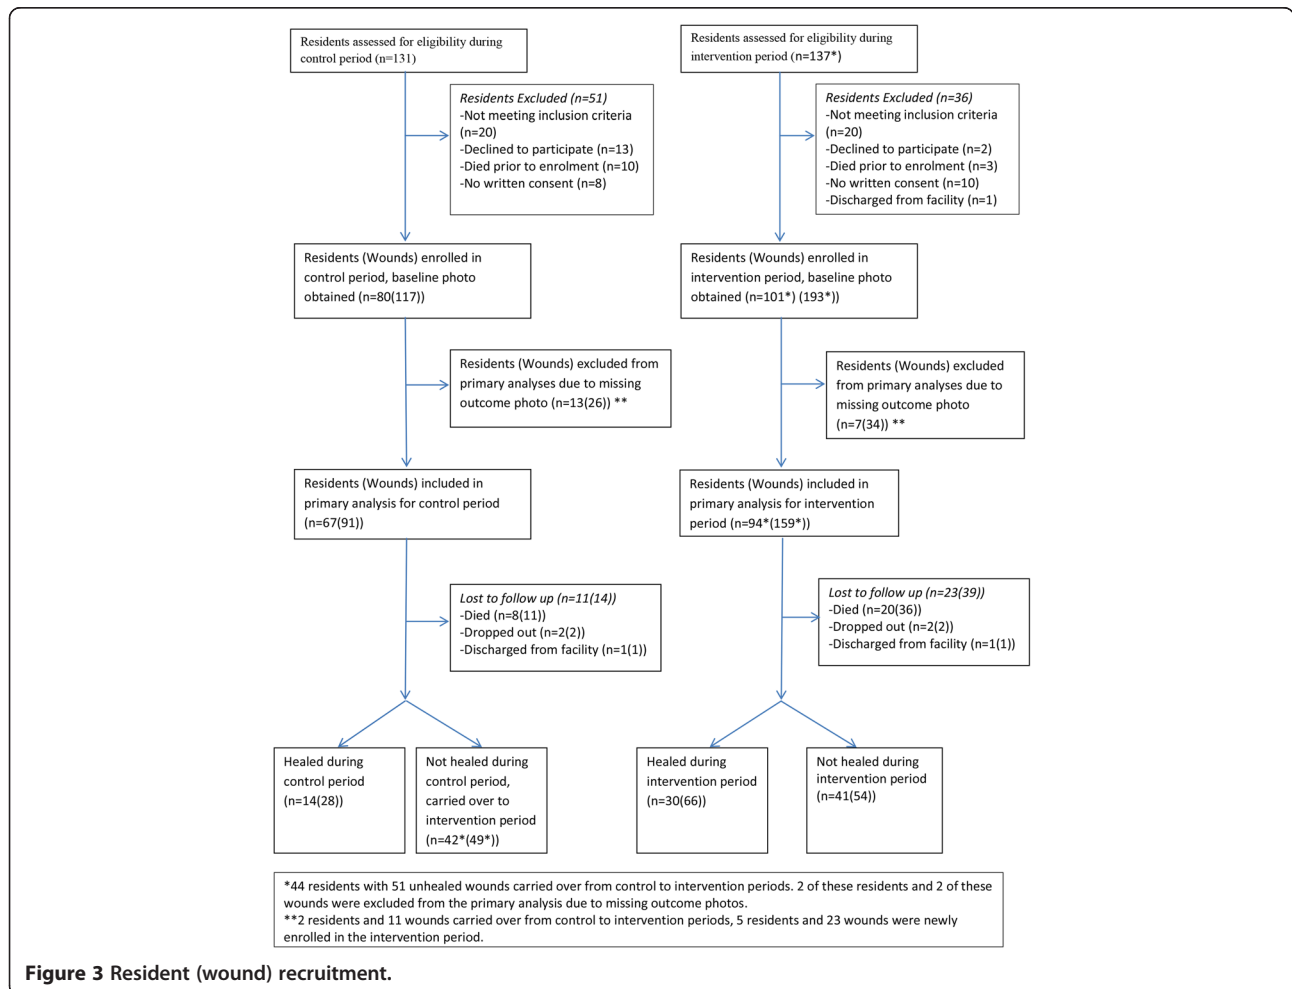 Residents assessed for eligibility during
control period (n=131)
Residents assessed for eligibility during
intervention period (n=137*)
Residents Excluded (n=51)
-Not meeting inclusion criteria
(n=20)
-Declined to participate (n=13)
-Died prior to enrolment (n=10)
-No written consent (n=8)
Residents Excluded (n=36)
-Not meeting inclusion criteria
(n=20)
-Declined to participate (n=2)
-Died prior to enrolment (n=3)
-No written consent (n=10)
-Discharged from facility (n=1)
Residents (Wounds) enrolled in
control period, baseline photo
obtained (n=80(117))
Residents (Wounds) enrolled in
intervention period, baseline photo
obtained (n=101*) (193*))
Residents (Wounds) excluded from
primary analyses due to missing
outcome photo (n=13(26)) **
Residents (Wounds) excluded
from primary analyses due to
missing outcome photo
(n=7(34)) **
Residents (Wounds) included in
primary analysis for control period
(n=67(91))
Residents (Wounds) included in
primary analysis for intervention
period (n=94*(159*))
Lost to follow up (n=11(14))
-Died (n=8(11))
-Dropped out (n=2(2))
-Discharged from facility (n=1(1))
Lost to follow up (n=23(39))
-Died (n=20(36))
-Dropped out (n=2(2))
-Discharged from facility (n=1(1))
Healed during
control period
(n=14(28))
Not healed during
control period,
carried over to
intervention period
(n=42*(49*))
Healed during
intervention period
(n=30(66))
Not healed during
intervention period
(n=41(54))
*44 residents with 51 unhealed wounds carried over from control to intervention periods. 2 of these residents and 2 of these
wounds were excluded from the primary analysis due to missing outcome photos.
**2 residents and 11 wounds carried over from control to intervention periods, 5 residents and 23 wounds were newly
enrolled in the intervention period.
Figure 3 Resident (wound) recruitment.